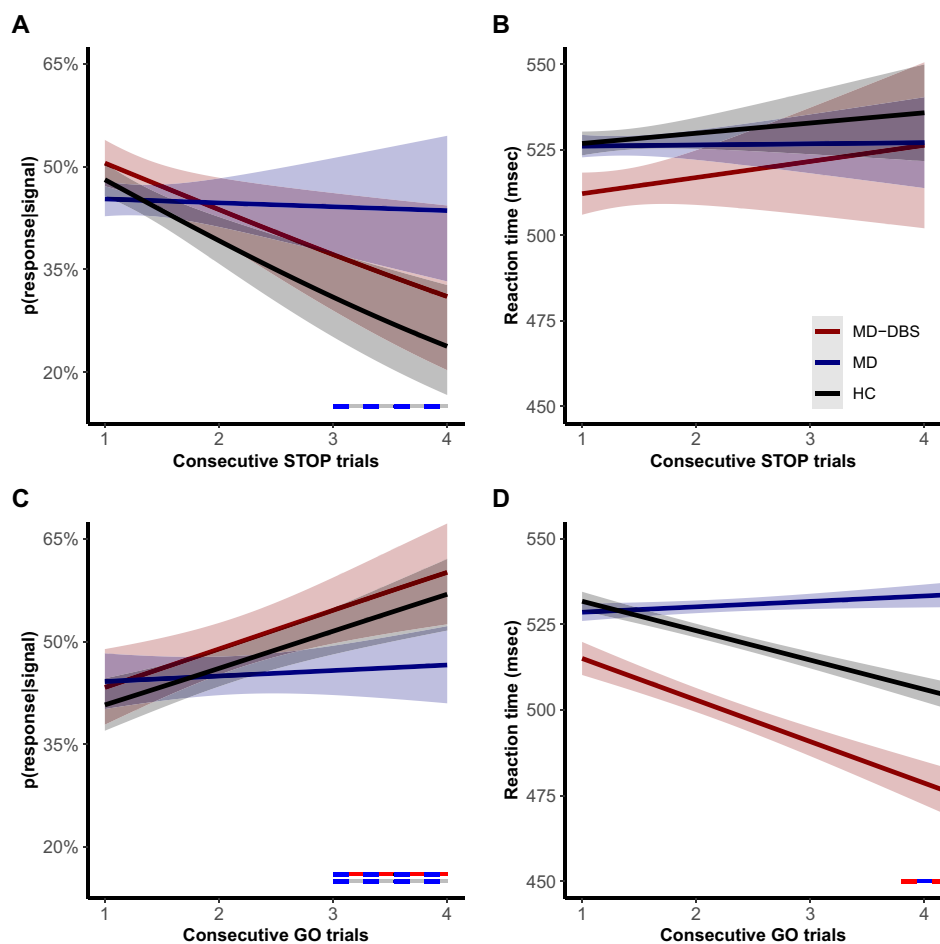 A
p(response|signal)
65%
50%
35%
20%
1 2 3 4
Consecutive STOP trials
B
Reaction time (msec)
550
525
500
475
450
MD−DBS
MD
HC
1 2 3 4
Consecutive STOP trials
C
p(response|signal)
65%
50%
35%
20%
1 2 3 4
Consecutive GO trials
D
Reaction time (msec)
550
525
500
475
450
1 2 3 4
Consecutive GO trials